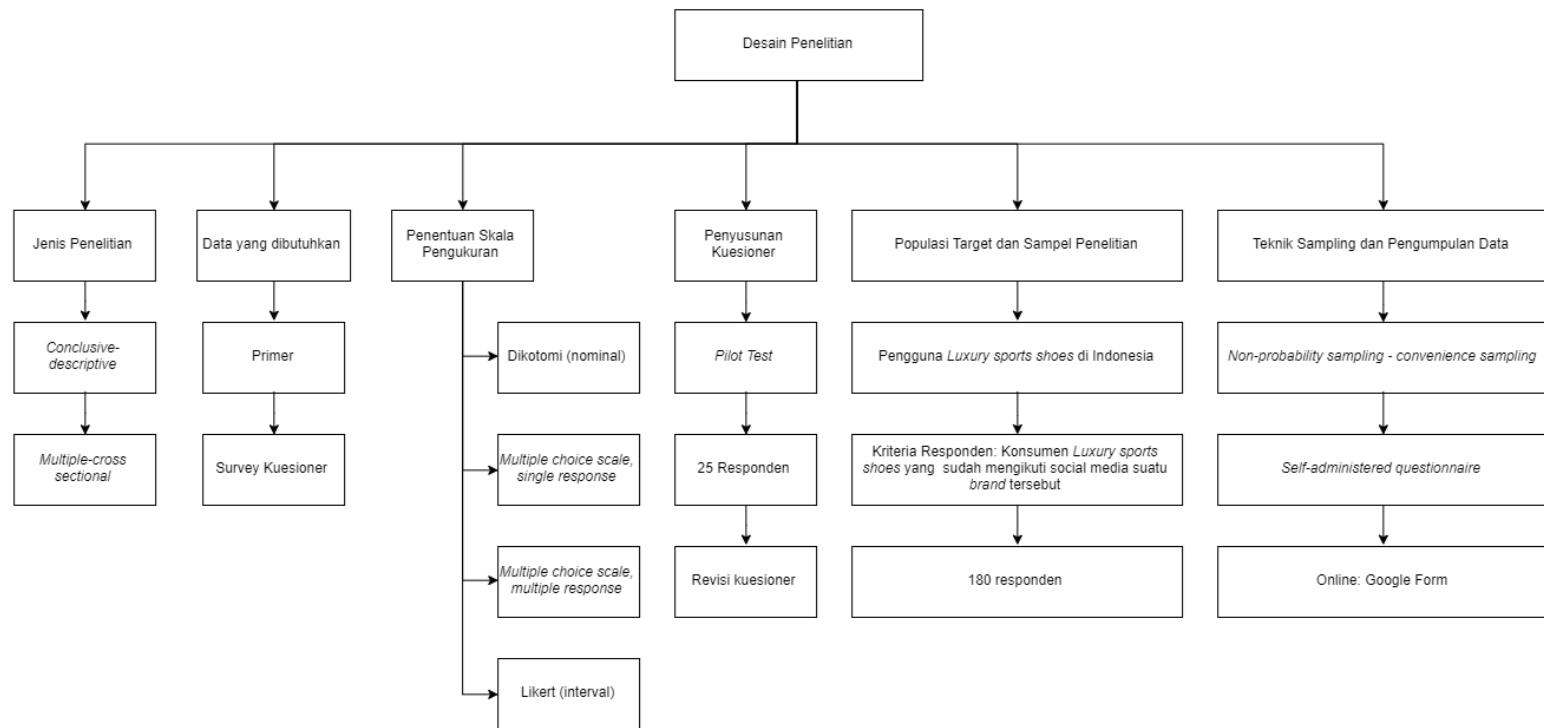 Desain Penelitian
Jenis Penelitian
Data yang dibutuhkan
Penentuan Skala
Pengukuran
Penyusunan
Kuesioner
Populasi Target dan Sampel Penelitian
Teknik Sampling dan Pengumpulan Data
Conclusive-
descriptive
Primer
Dikotomi (nominal)
Pilot Test
Pengguna Luxury sports shoes di Indonesia
Non-probability sampling - convenience sampling
Multiple-cross
sectional
Survey Kuesioner
Multiple choice scale,
single response
25 Responden
Kriteria Responden: Konsumen Luxury sports
shoes yang sudah mengikuti social media suatu
brand tersebut
Self-administered questionnaire
Multiple choice scale,
multiple response
Revisi kuesioner
180 responden
Online: Google Form
Likert (interval)